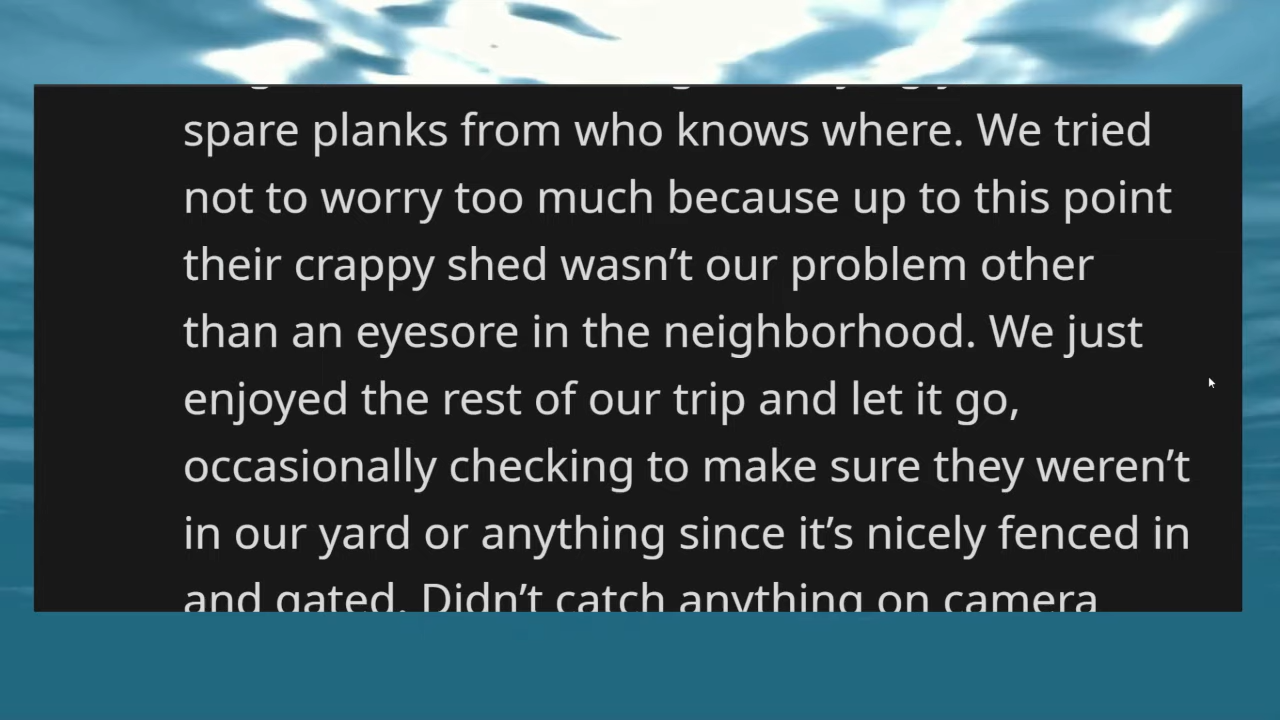 spare planks from who knows where. We tried
not to worry too much because up to this point
their crappy shed wasn’t our problem other
than an eyesore in the neighborhood. We just
enjoyed the rest of our trip and let it go,
occasionally checking to make sure they weren’t
in our yard or anything since it’s nicely fenced in
and gated. Didn’t catch anything on camera